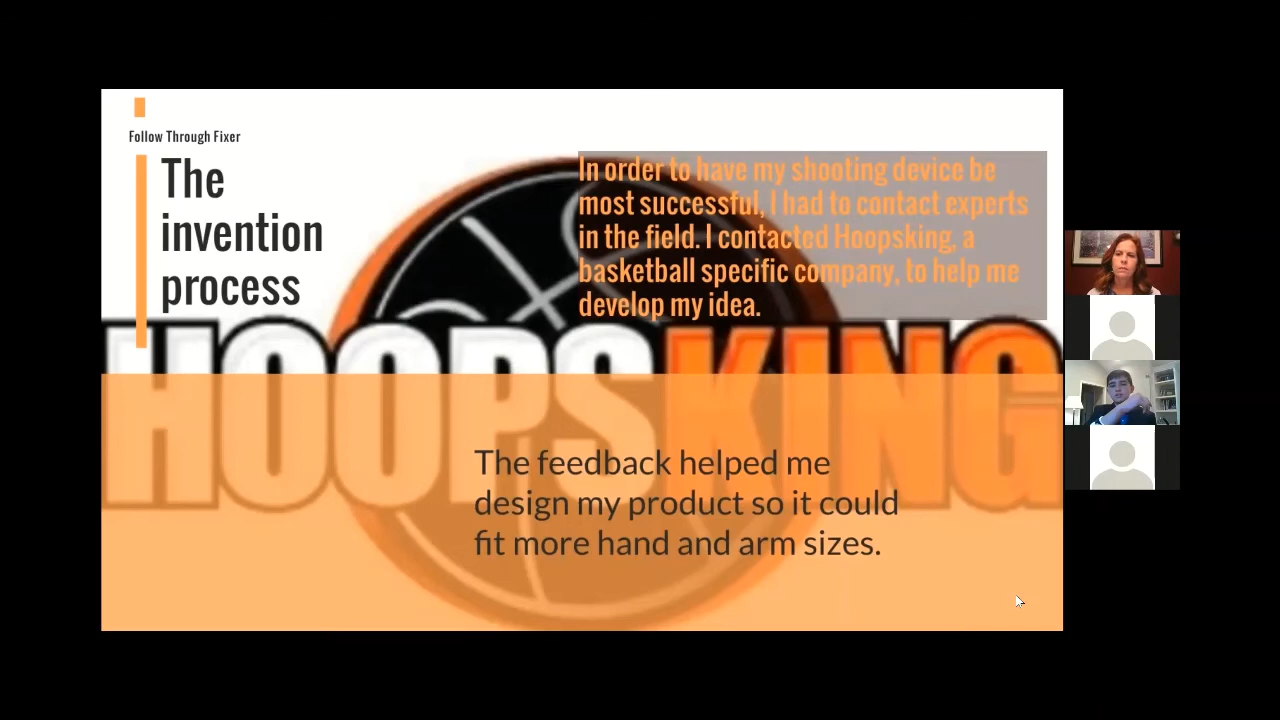 Follow Through Fixer
The
invention
process
In order to have my shooting device be
most successful, I had to contact experts
in the field. I contacted Hoopsking, a
basketball specific company, to help me
develop my idea.
HOOPSKING
The feedback helped me
design my product so it could
fit more hand and arm sizes.